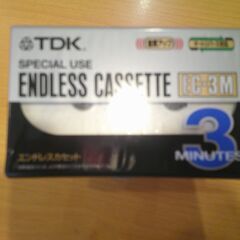 TDK
SPECIAL USE
ENDLESS CASSETTE EC-3M
3
MINUTES
エンドレスカセット